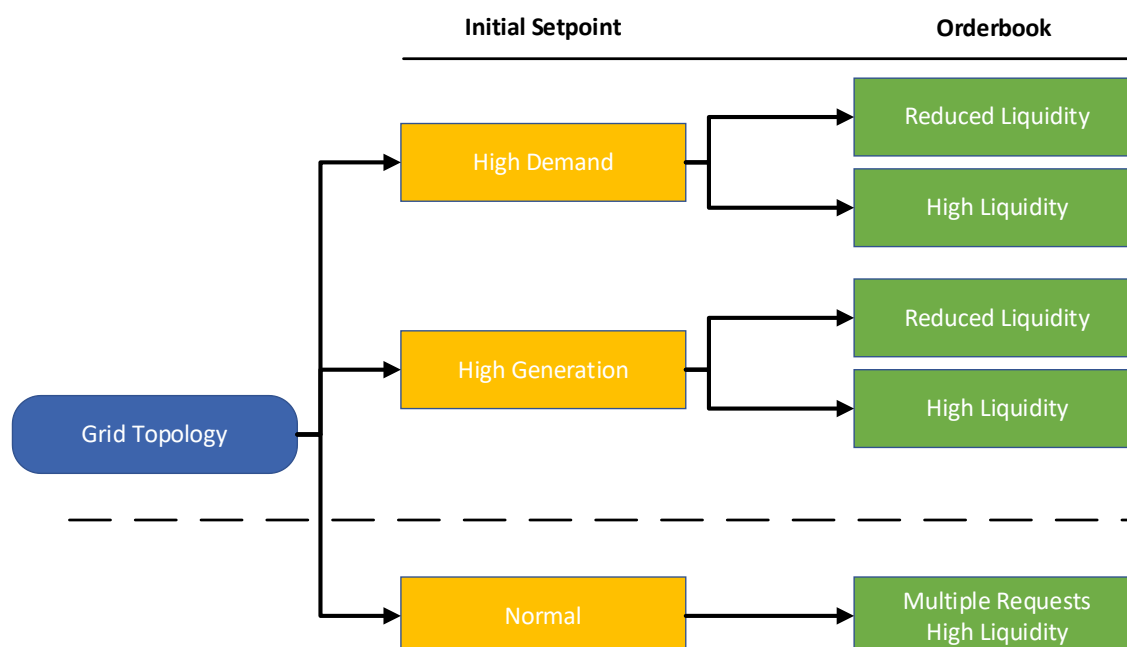 Initial Setpoint
Orderbook
Reduced Liquidity
High Demand
High Liquidity
Reduced Liquidity
High Generation
High Liquidity
Grid Topology
Normal
Multiple Requests
High Liquidity